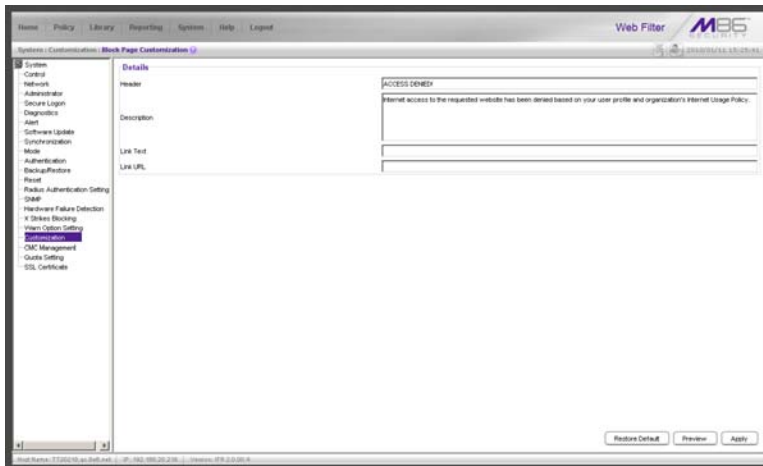 Home Policy Library Reporting System Help Logout
Web Filter
M86 SECURITY
System : Customization : Block Page Customization
System
Control
Network
Administrator
Secure Logon
Diagnostics
Alert
Software Update
Synchronization
Mode
Authentication
Backup/Restore
Reset
Radius Authentication Setting
SNMP
Hardware Failure Detection
X Strikes Blocking
Warn Option Setting
Customization
CMC Management
Quota Setting
SSL Certificate
Details
Header
ACCESS DENIED!
Description
Internet access to the requested website has been denied based on your user profile and organization's Internet Usage Policy.
Link Text
Link URL
Restore Default Preview Apply
Host Name: